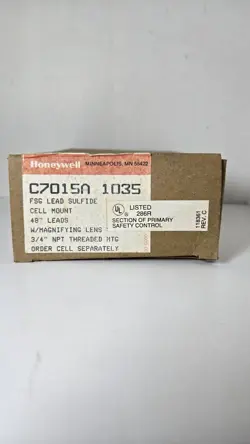 Honeywell MINNEAPOLIS, MN 55422
C7015A 1035
FSG LEAD SULFIDE
CELL MOUNT
48" LEADS
W/MAGNIFYING LENS
3/4" NPT THREADED MTG
ORDER CELL SEPARATELY
UL
LISTED
286R
SECTION OF PRIMARY
SAFETY CONTROL
REV. C